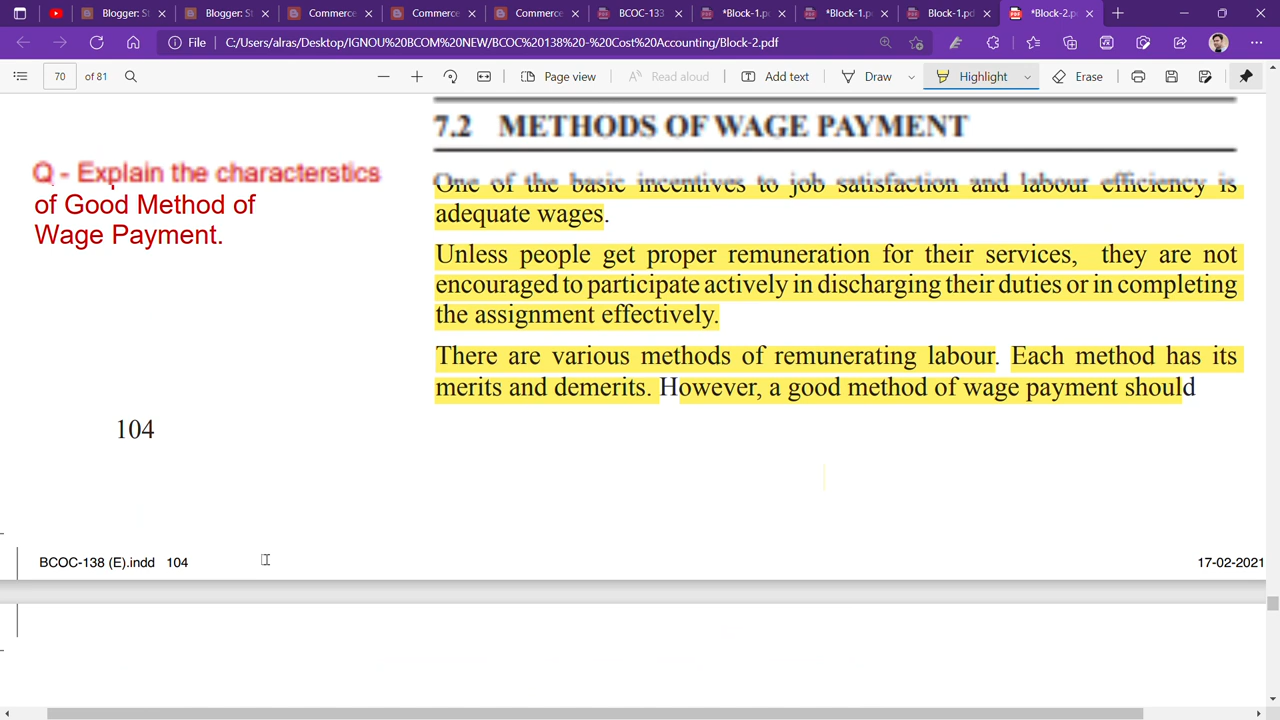 Blogger: S
Blogger: S
Commerce
Commerce
Commerce
BCOC-133
*Block-1.p
*Block-1.p
Block-1.pd
*Block-2.p
File
C:/Users/alras/Desktop/IGNOU%20BCOM%20NEW/BCOC%20138%20-%20Cost%20Accounting/Block-2.pdf
70 of 81
Page view
Read aloud
Add text
Draw
Highlight
Erase
7.2 METHODS OF WAGE PAYMENT
Q - Explain the characterstics
of Good Method of
Wage Payment.
One of the basic incentives to job satisfaction and labour efficiency is
adequate wages.
Unless people get proper remuneration for their services, they are not
encouraged to participate actively in discharging their duties or in completing
the assignment effectively.
There are various methods of remunerating labour. Each method has its
merits and demerits. However, a good method of wage payment should
104
BCOC-138 (E).indd 104
17-02-2021